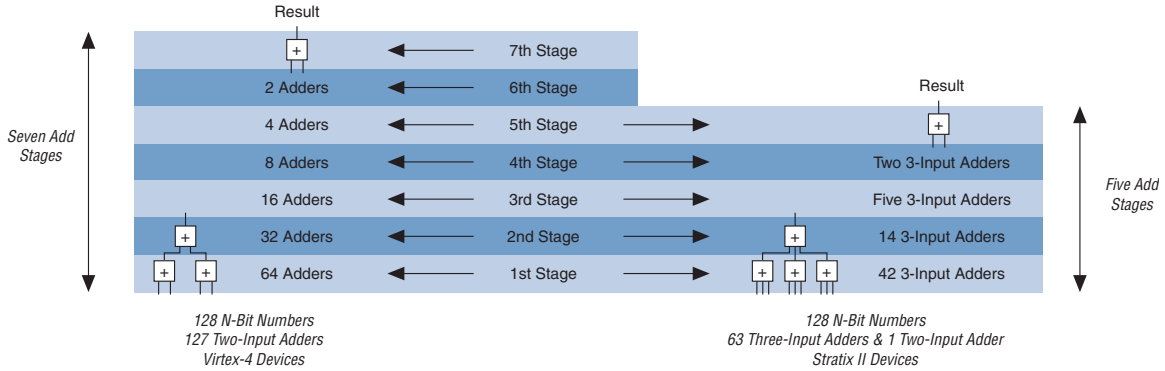 Result
+
7th Stage
2 Adders
6th Stage
Result
4 Adders
5th Stage
+
Seven Add
Stages
8 Adders
4th Stage
Two 3-Input Adders
16 Adders
3rd Stage
Five 3-Input Adders
Five Add
Stages
+
32 Adders
2nd Stage
+
14 3-Input Adders
+ +
64 Adders
1st Stage
+ + +
42 3-Input Adders
128 N-Bit Numbers
127 Two-Input Adders
Virtex-4 Devices
128 N-Bit Numbers
63 Three-Input Adders & 1 Two-Input Adder
Stratix II Devices